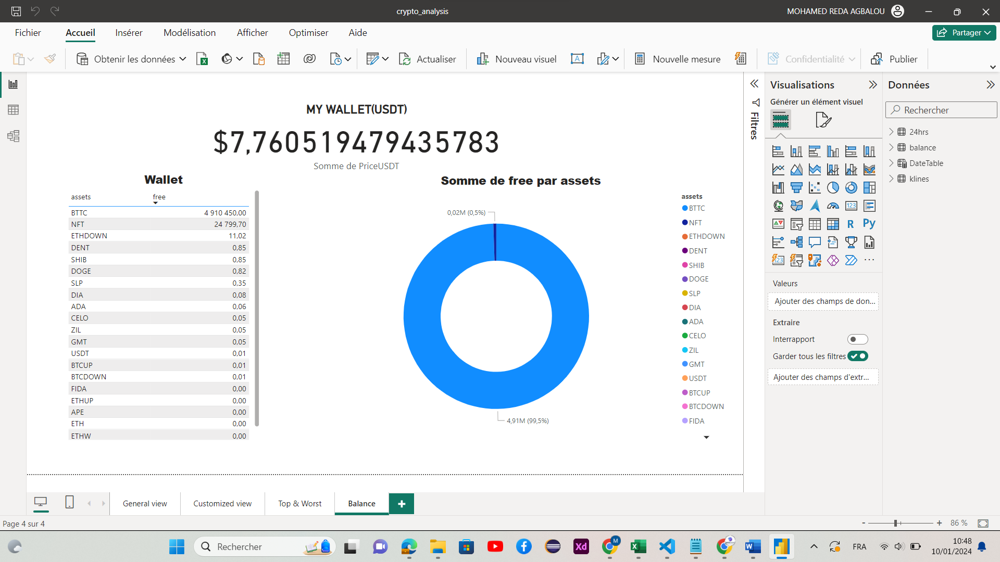 crypto_analysis
MOHAMED REDA AGBALOU
Fichier
Accueil
Insérer
Modélisation
Afficher
Optimiser
Aide
Partager
Obtenir les données
Actualiser
Nouveau visuel
Nouvelle mesure
Confidentialité
Publier
MY WALLET(USDT)
$7,7605194794357​83
Somme de PriceUSDT
Wallet
assets free
BTTC 4 910 450,00
NFT 24 799,70
ETHDOWN 11,02
DENT 0,85
SHIB 0,85
DOGE 0,82
SLP 0,35
DIA 0,08
ADA 0,06
CELO 0,05
ZIL 0,05
GMT 0,05
USDT 0,01
BTCUP 0,01
BTCDOWN 0,01
FIDA 0,00
ETHUP 0,00
APE 0,00
ETH 0,00
ETHW 0,00
Somme de free par assets
0,02M (0,5%)
4,91M (99,5%)
assets
BTTC
NFT
ETHDOWN
DENT
SHIB
DOGE
SLP
DIA
ADA
CELO
ZIL
GMT
USDT
BTCUP
BTCDOWN
FIDA
Filtres
Visualisations
Générer un élément visuel
123
R
Py
123
Valeurs
Ajouter des champs de don...
Extraire
Interrapport
Garder tous les filtres
Ajouter des champs d'extr...
Données
Rechercher
24hrs
balance
DateTable
klines
General view
Customized view
Top & Worst
Balance
Page 4 sur 4
86 %
Rechercher
Xd
M
FRA
10:48
10/01/2024